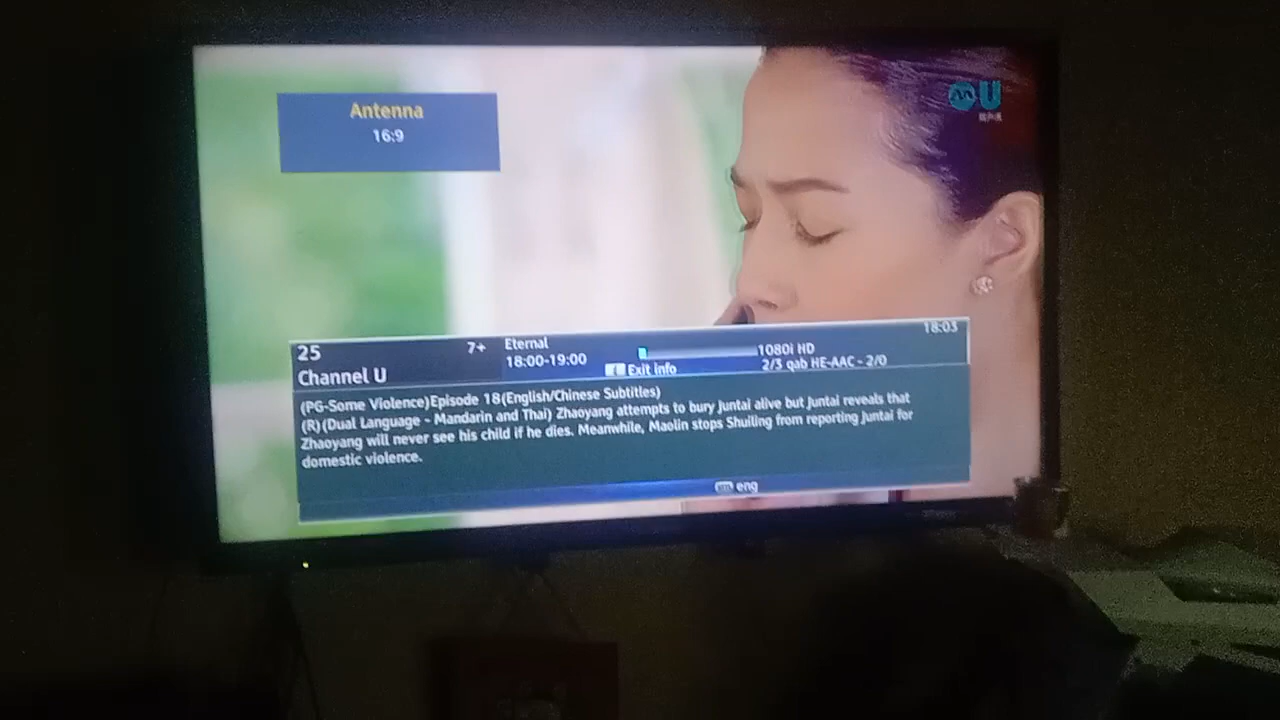 Antenna
16:9
U
18:03
25
7+
Eternal
1080i HD
Channel U
18:00-19:00
i Exit info
2/3 qab HE-AAC - 2/0
(PG-Some Violence)Episode 18(English/Chinese Subtitles)
(R)(Dual Language - Mandarin and Thai) Zhaoyang attempts to bury Juntai alive but Juntai reveals that
Zhaoyang will never see his child if he dies. Meanwhile, Maolin stops Shuiling from reporting Juntai for
domestic violence.
eng